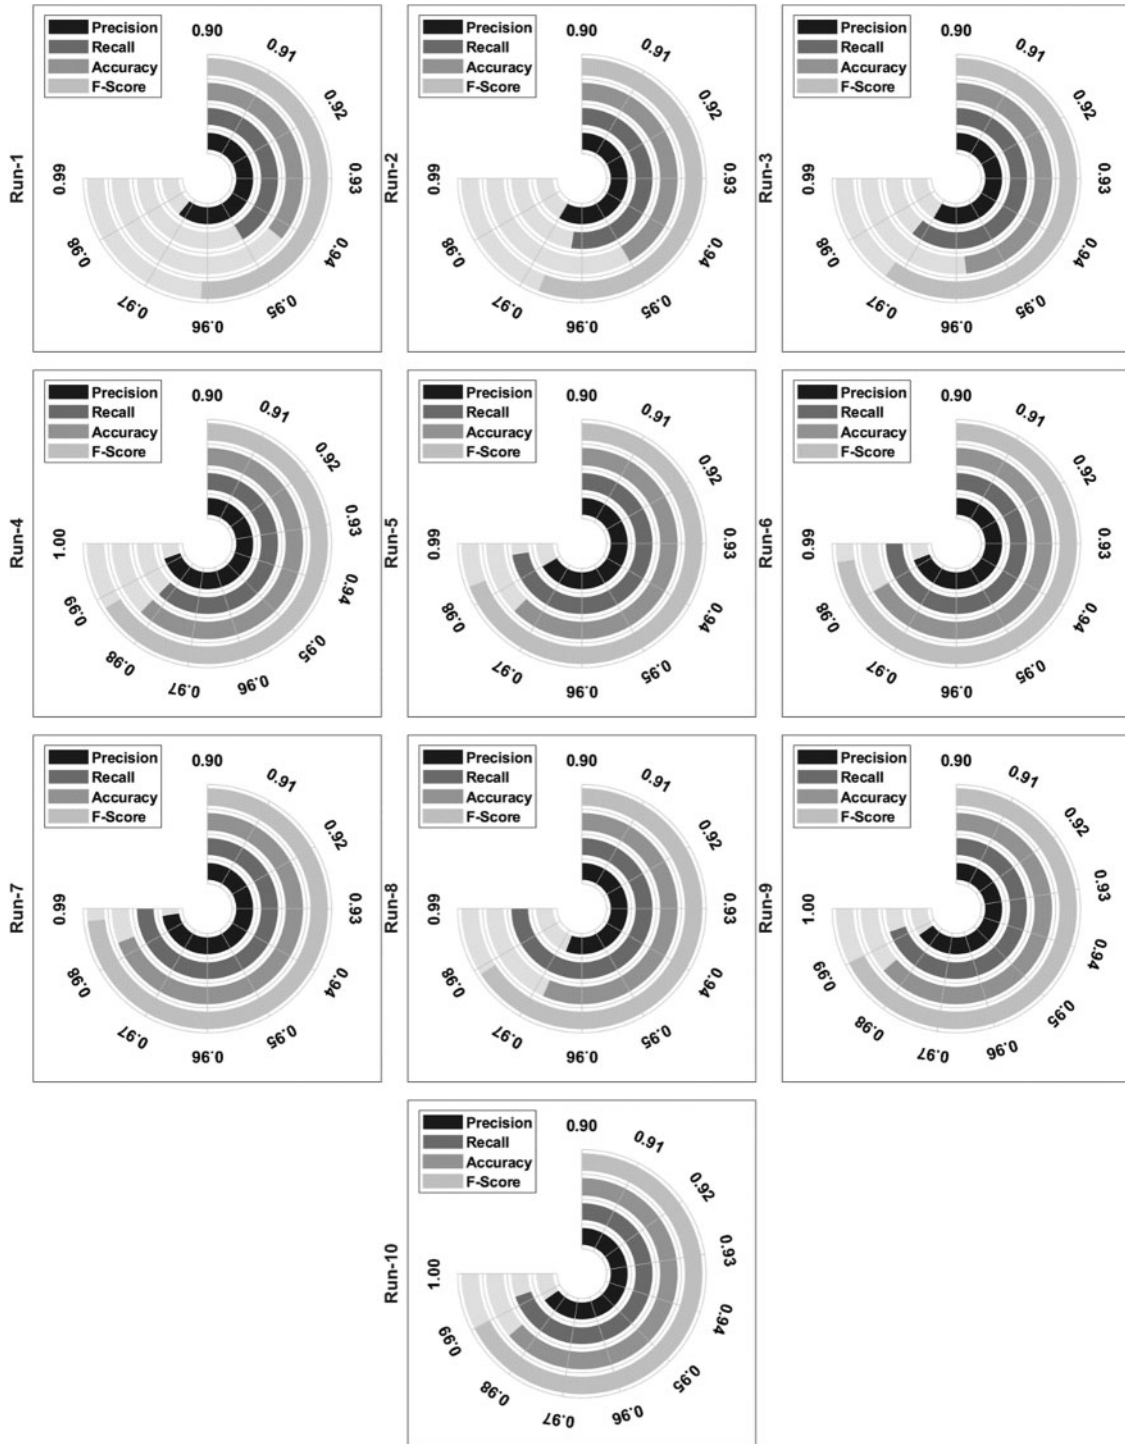 Run-1
Precision
Recall
Accuracy
F-Score
0.90
0.91
0.92
0.93
0.94
0.95
0.96
0.97
0.98
0.99
Run-2
Precision
Recall
Accuracy
F-Score
0.90
0.91
0.92
0.93
0.94
0.95
0.96
0.97
0.98
0.99
Run-3
Precision
Recall
Accuracy
F-Score
0.90
0.91
0.92
0.93
0.94
0.95
0.96
0.97
0.98
0.99
Run-4
Precision
Recall
Accuracy
F-Score
0.90
0.91
0.92
0.93
0.94
0.95
0.96
0.97
0.98
0.99
1.00
Run-5
Precision
Recall
Accuracy
F-Score
0.90
0.91
0.92
0.93
0.94
0.95
0.96
0.97
0.98
0.99
Run-6
Precision
Recall
Accuracy
F-Score
0.90
0.91
0.92
0.93
0.94
0.95
0.96
0.97
0.98
0.99
Run-7
Precision
Recall
Accuracy
F-Score
0.90
0.91
0.92
0.93
0.94
0.95
0.96
0.97
0.98
0.99
Run-8
Precision
Recall
Accuracy
F-Score
0.90
0.91
0.92
0.93
0.94
0.95
0.96
0.97
0.98
0.99
Run-9
Precision
Recall
Accuracy
F-Score
0.90
0.91
0.92
0.93
0.94
0.95
0.96
0.97
0.98
0.99
1.00
Run-10
Precision
Recall
Accuracy
F-Score
0.90
0.91
0.92
0.93
0.94
0.95
0.96
0.97
0.98
0.99
1.00